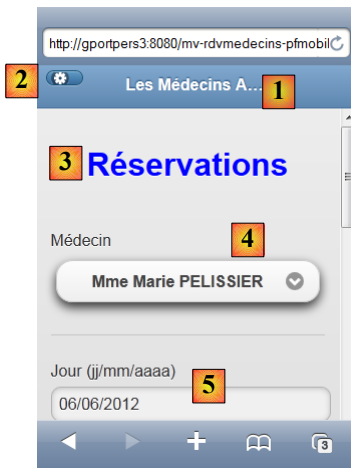 http://gportpers3:8080/mv-rdvmedecins-pfmobil
2
Les Médecins A...
1
3
Réservations
Médecin
4
Mme Marie PELISSIER
Jour (jj/mm/aaaa)
5
06/06/2012
3